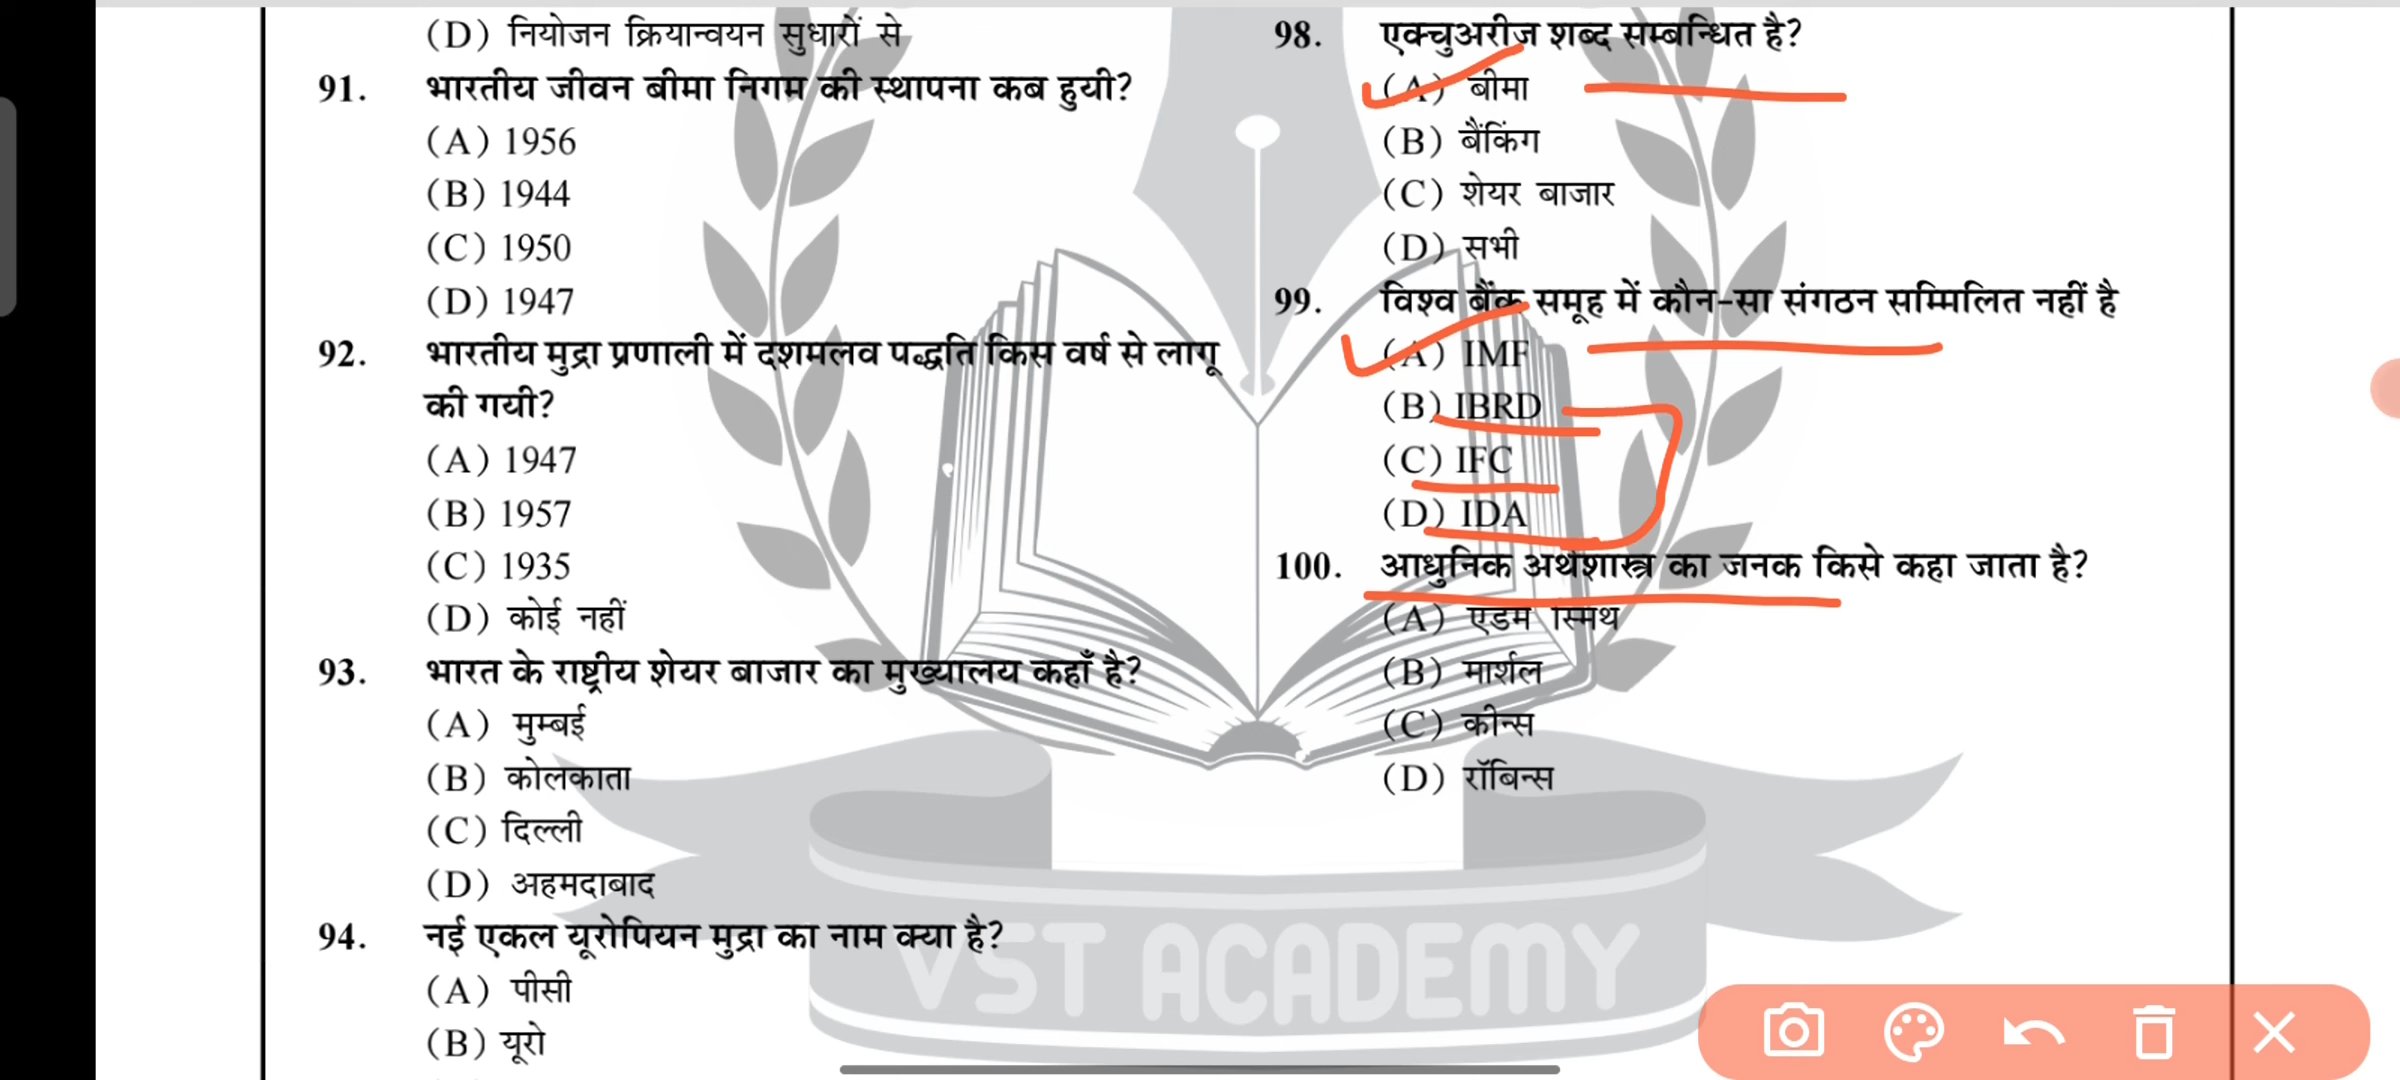 (D) नियोजन क्रियान्वयन सुधारों से
91. भारतीय जीवन बीमा निगम की स्थापना कब हुयी?
(A) 1956
(B) 1944
(C) 1950
(D) 1947
92. भारतीय मुद्रा प्रणाली में दशमलव पद्धति किस वर्ष से लागू
की गयी?
(A) 1947
(B) 1957
(C) 1935
(D) कोई नहीं
93. भारत के राष्ट्रीय शेयर बाजार का मुख्यालय कहाँ है?
(A) मुम्बई
(B) कोलकाता
(C) दिल्ली
(D) अहमदाबाद
94. नई एकल यूरोपियन मुद्रा का नाम क्या है?
(A) पीसी
(B) यूरो
98. एक्चुअरीज शब्द सम्बन्धित है?
(A) बीमा
(B) बैंकिंग
(C) शेयर बाजार
(D) सभी
99. विश्व बैंक समूह में कौन-सा संगठन सम्मिलित नहीं है
(A) IMF
(B) IBRD
(C) IFC
(D) IDA
100. आधुनिक अर्थशास्त्र का जनक किसे कहा जाता है?
(A) एडम स्मिथ
(B) मार्शल
(C) कीन्स
(D) रॉबिन्स
VST ACADEMY